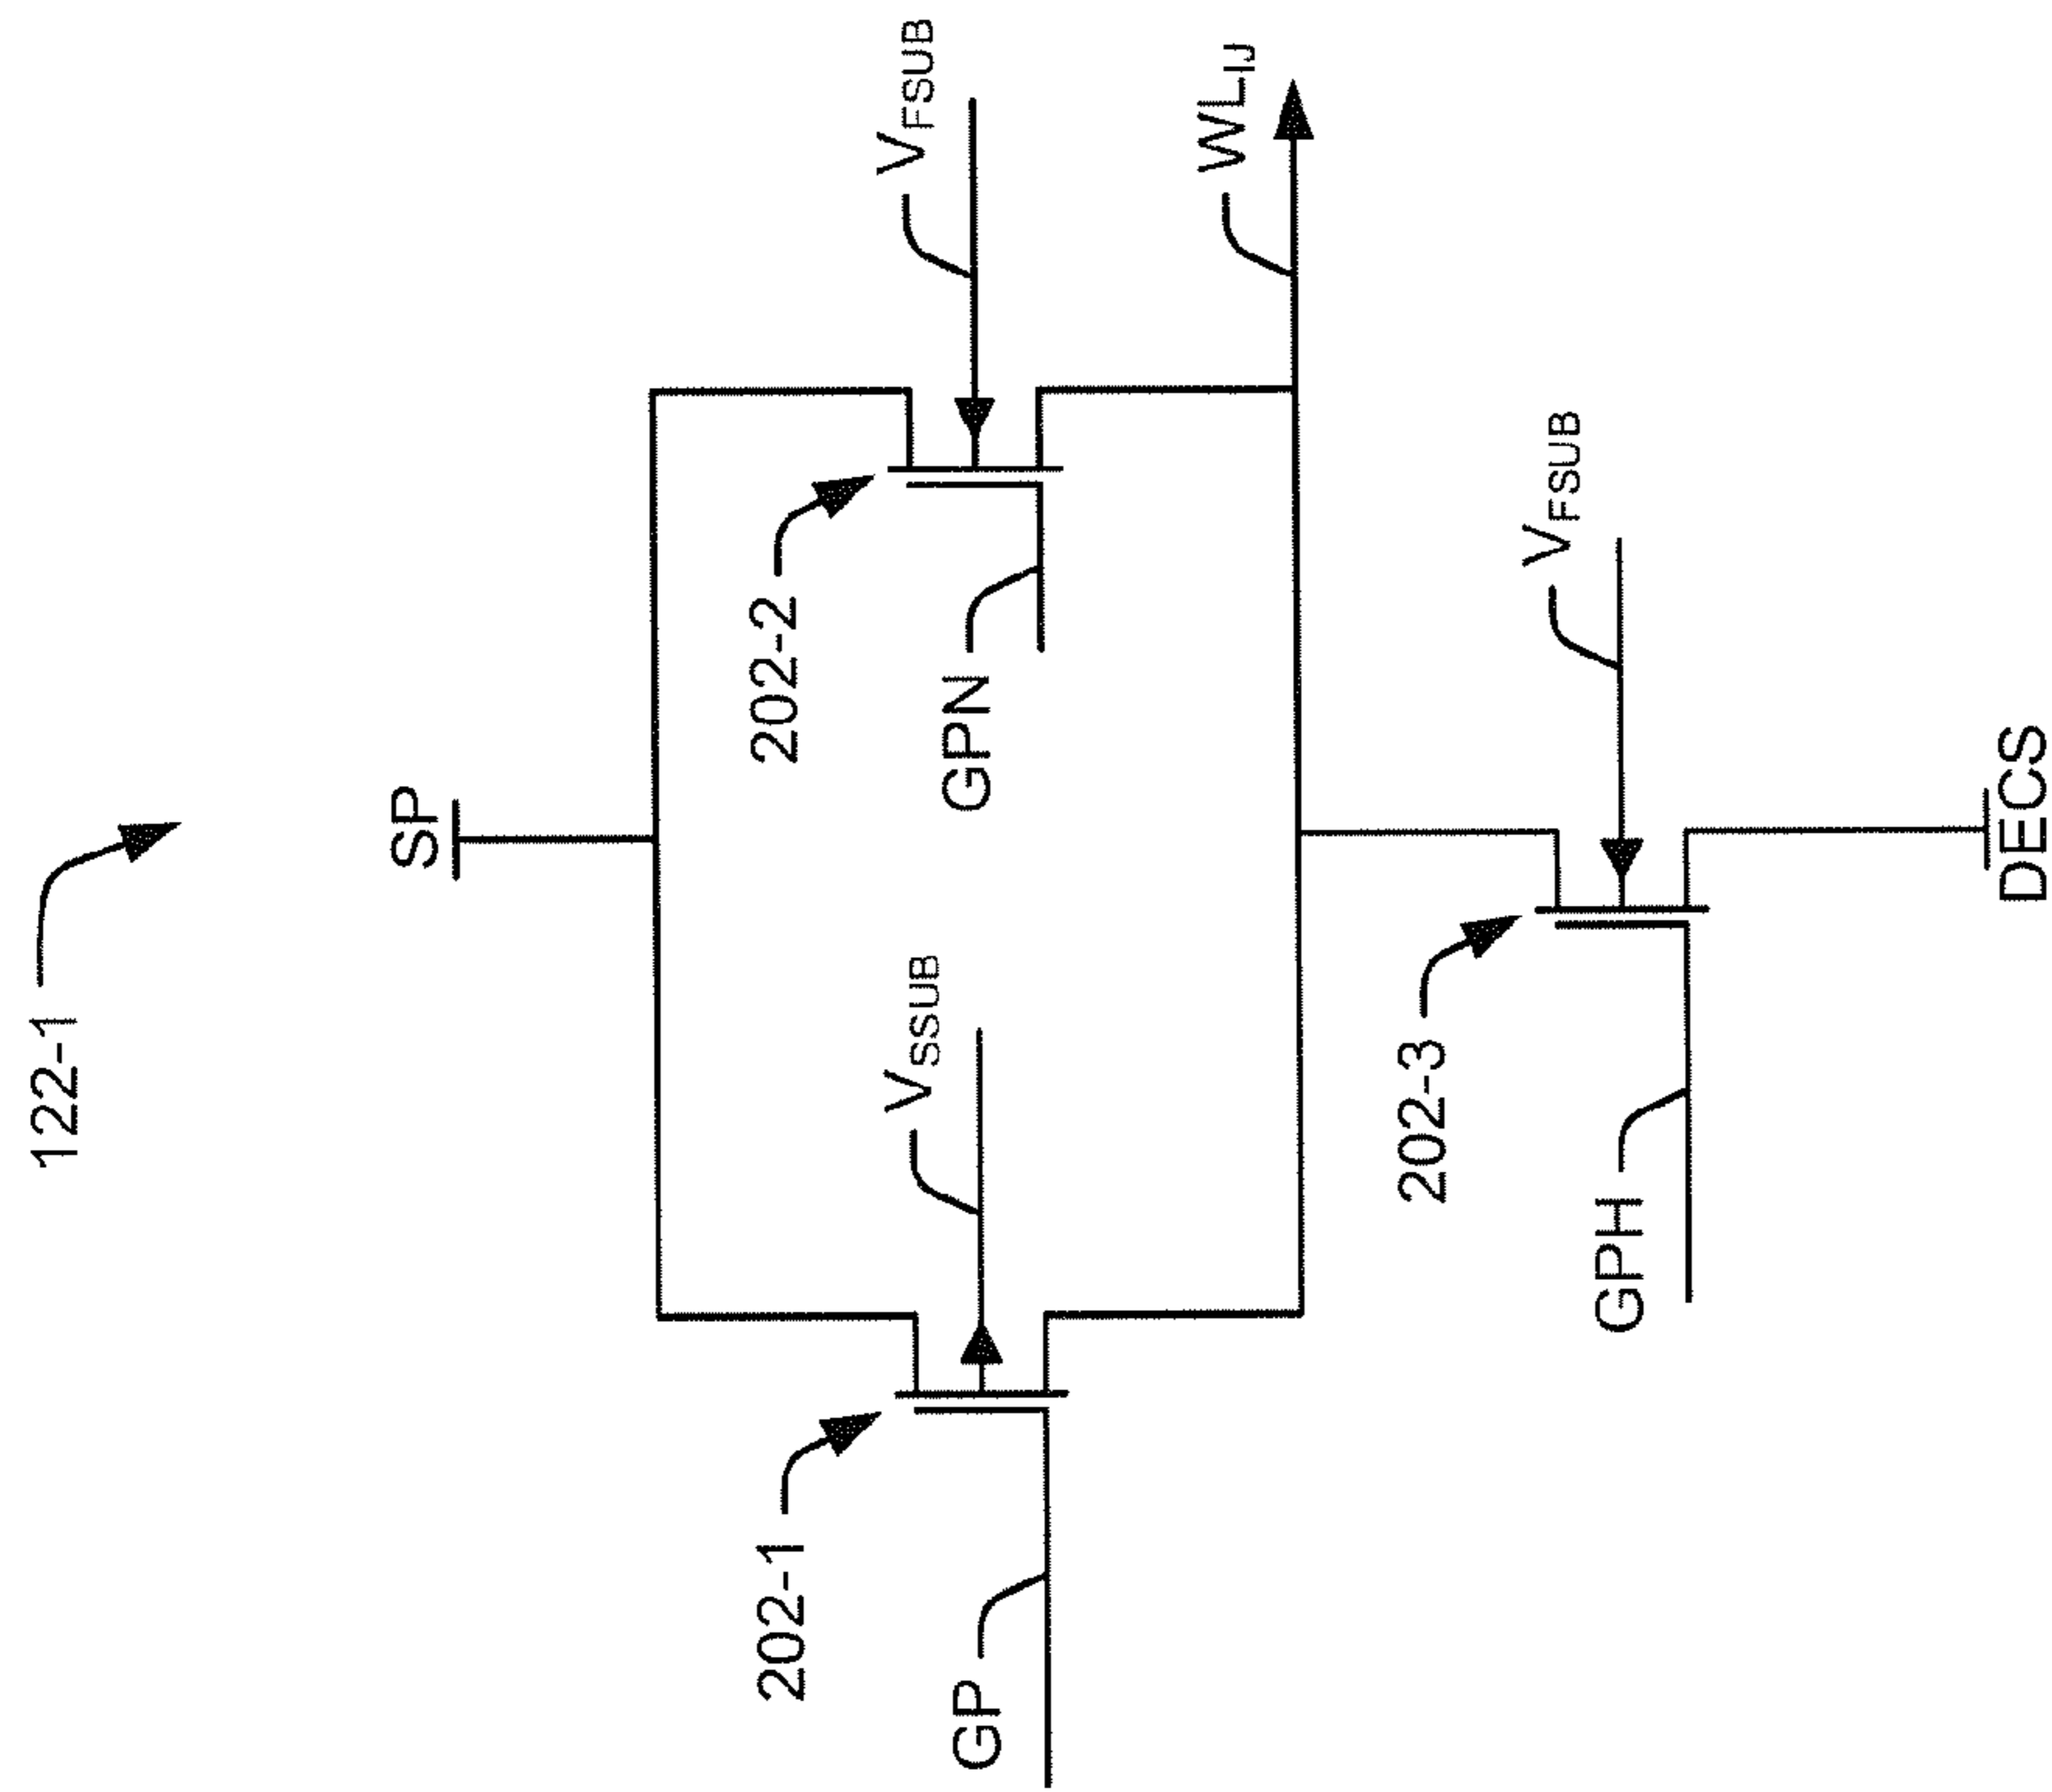 122-1
SP
202-1
GP
V_SSUB
202-2
GPN
V_FSUB
WL_IJ
202-3
GPH
V_FSUB
DECS